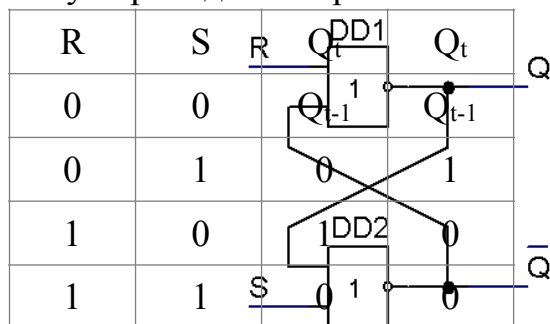 DD1
R S R Qt Qt
Q
0 0 Qt-1 1 Qt-1
0 1 0 1
1 0 1 DD2 0
Q̅
1 1 S 0 1 0